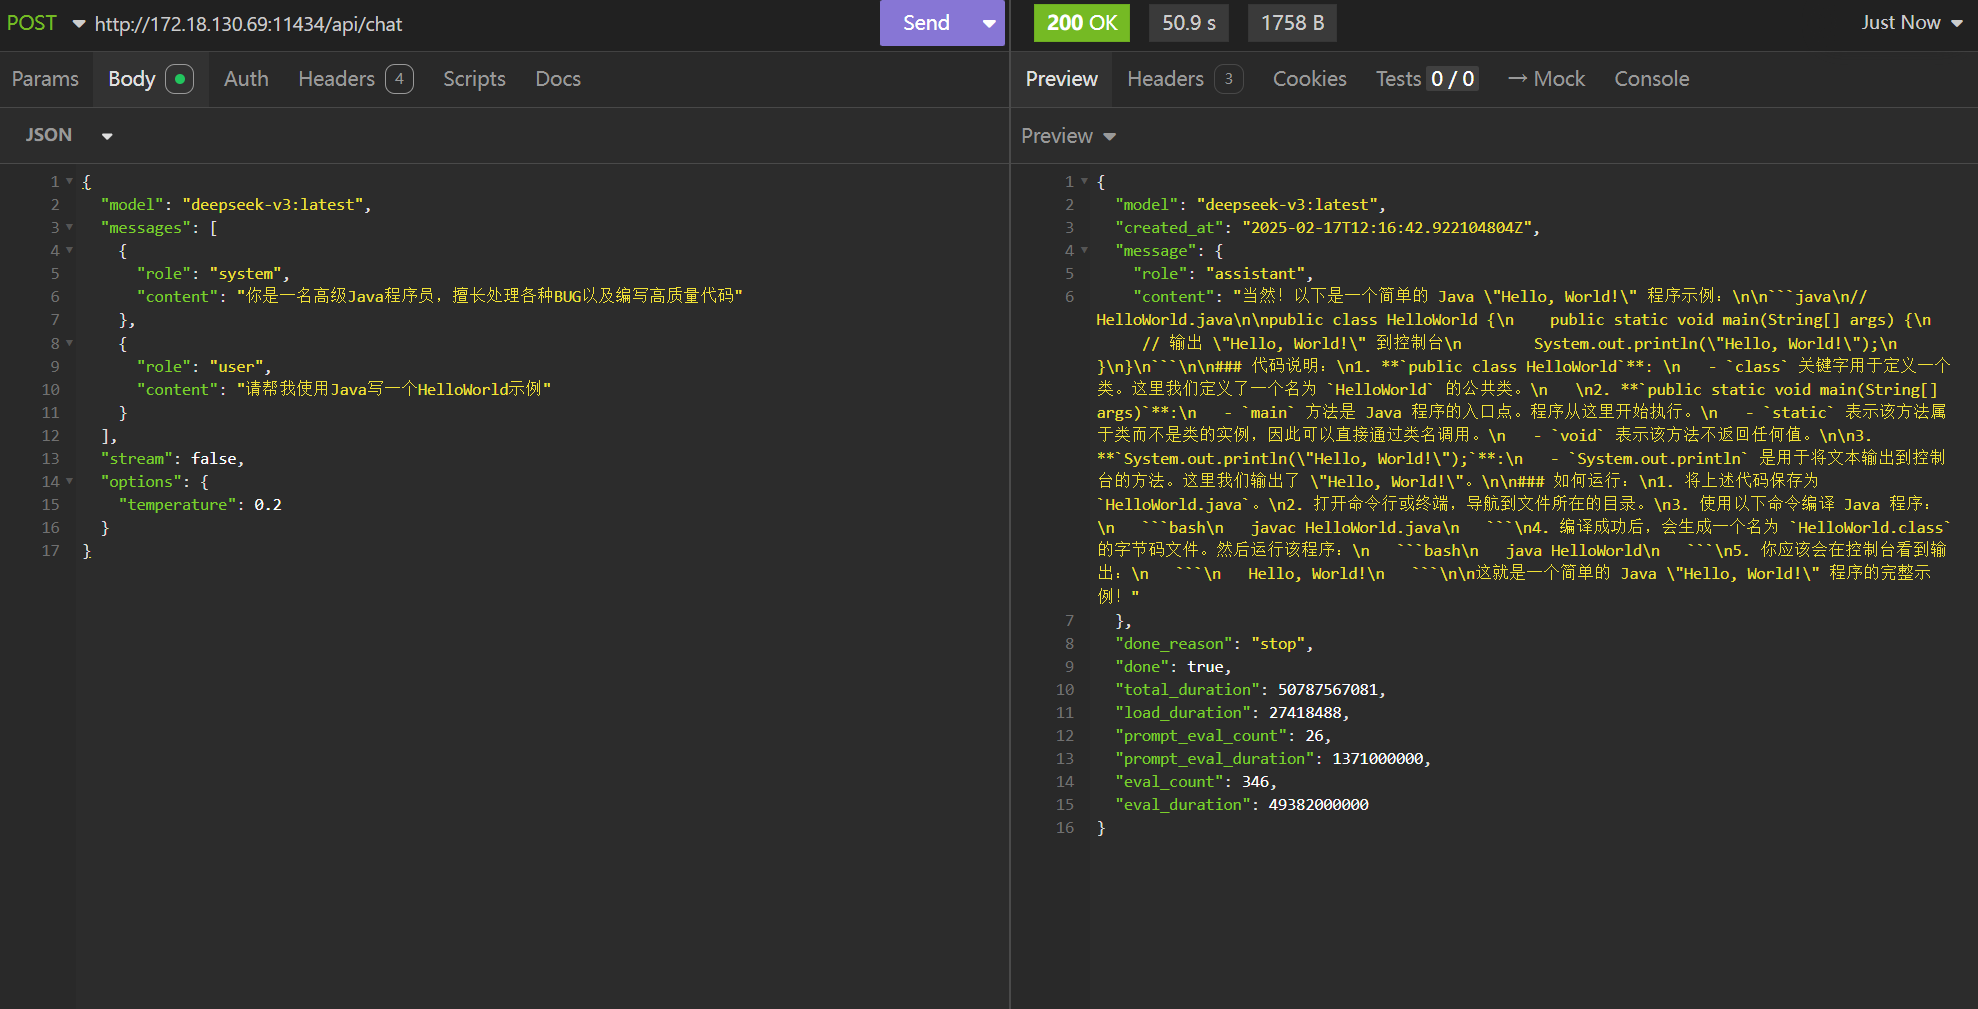 POST http://172.18.130.69:11434/api/chat Send
Params Body Auth Headers 4 Scripts Docs
JSON
1 {
2 "model": "deepseek-v3:latest",
3 "messages": [
4 {
5 "role": "system",
6 "content": "你是一名高级Java程序员，擅长处理各种BUG以及编写高质量代码"
7 },
8 {
9 "role": "user",
10 "content": "请帮我使用Java写一个HelloWorld示例"
11 }
12 ],
13 "stream": false,
14 "options": {
15 "temperature": 0.2
16 }
17 }
200 OK 50.9 s 1758 B Just Now
Preview Headers 3 Cookies Tests 0 / 0 → Mock Console
Preview
1 {
2 "model": "deepseek-v3:latest",
3 "created_at": "2025-02-17T12:16:42.922104804Z",
4 "message": {
5 "role": "assistant",
6 "content": "当然！以下是一个简单的 Java \"Hello, World!\" 程序示例：\n\n```java\n//
HelloWorld.java\n\npublic class HelloWorld {\n    public static void main(String[] args) {\n
// 输出 \"Hello, World!\" 到控制台\n        System.out.println(\"Hello, World!\");\n
}\n}\n```\n\n### 代码说明：\n1. **`public class HelloWorld`**: \n   - `class` 关键字用于定义一个
类。这里我们定义了一个名为 `HelloWorld` 的公共类。\n   \n2. **`public static void main(String[]
args)`**:\n   - `main` 方法是 Java 程序的入口点。程序从这里开始执行。\n   - `static` 表示该方法属
于类而不是类的实例，因此可以直接通过类名调用。\n   - `void` 表示该方法不返回任何值。\n\n3.
**`System.out.println(\"Hello, World!\");`**:\n   - `System.out.println` 是用于将文本输出到控制
台的方法。这里我们输出了 \"Hello, World!\"。\n\n### 如何运行：\n1. 将上述代码保存为
`HelloWorld.java`。\n2. 打开命令行或终端，导航到文件所在的目录。\n3. 使用以下命令编译 Java 程序：
\n   ```bash\n   javac HelloWorld.java\n   ```\n4. 编译成功后，会生成一个名为 `HelloWorld.class`
的字节码文件。然后运行该程序：\n   ```bash\n   java HelloWorld\n   ```\n5. 你应该会在控制台看到输
出：\n   ```\n   Hello, World!\n   ```\n\n这就是一个简单的 Java \"Hello, World!\" 程序的完整示
例！"
7 },
8 "done_reason": "stop",
9 "done": true,
10 "total_duration": 50787567081,
11 "load_duration": 27418488,
12 "prompt_eval_count": 26,
13 "prompt_eval_duration": 1371000000,
14 "eval_count": 346,
15 "eval_duration": 49382000000
16 }